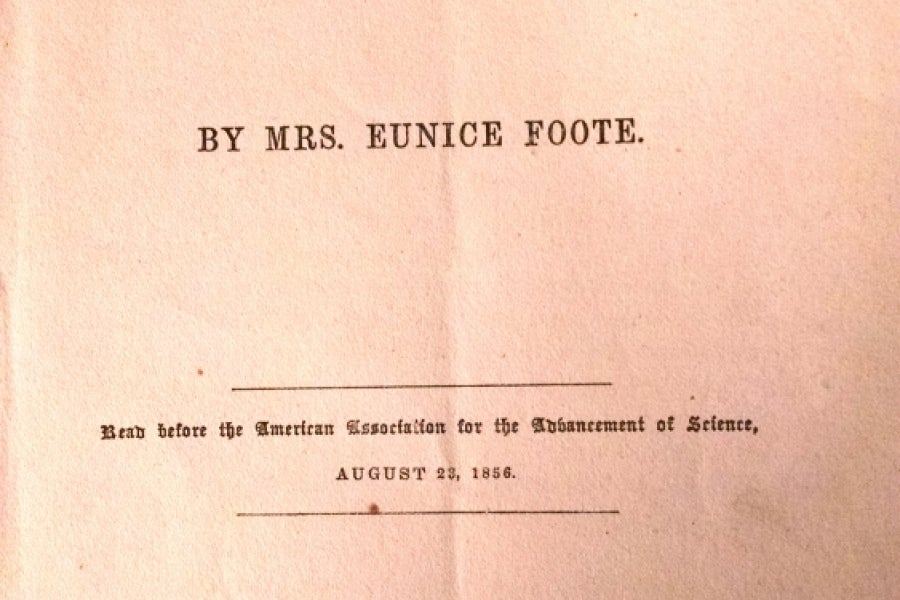 BY MRS. EUNICE FOOTE.
Read before the American Association for the Advancement of Science,
AUGUST 23, 1856.